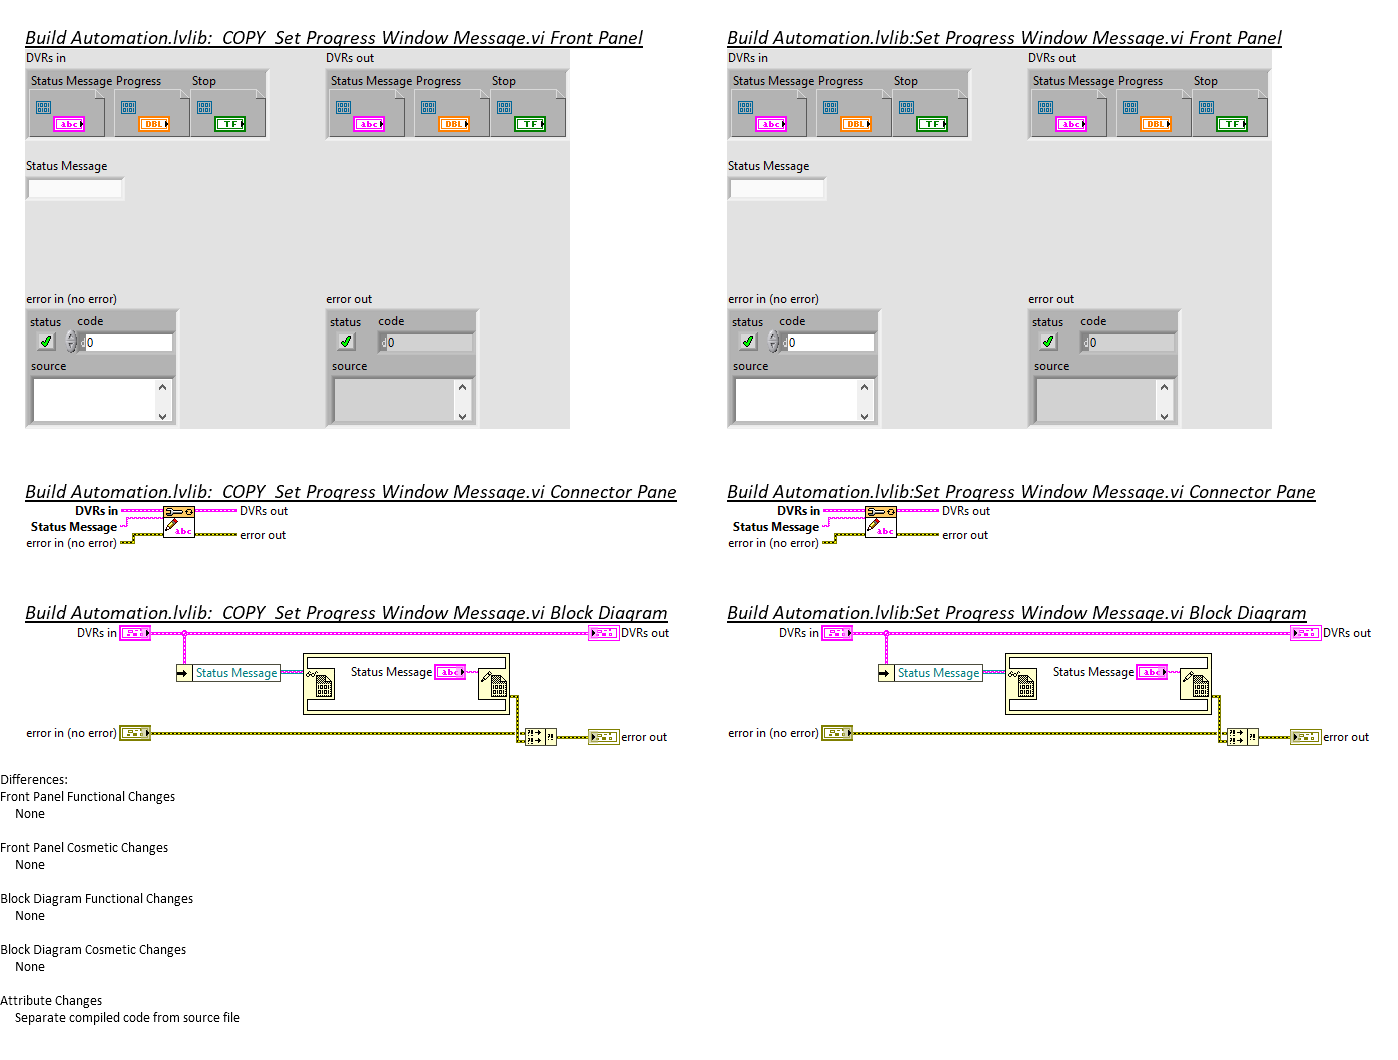 Build Automation.lvlib:  COPY  Set Progress Window Message.vi Front Panel
DVRs in
DVRs out
Status Message Progress Stop
abc DBL TF
Status Message Progress Stop
abc DBL TF
Status Message
error in (no error)
error out
status code
0
source
status code
0
source
Build Automation.lvlib:Set Progress Window Message.vi Front Panel
DVRs in
DVRs out
Status Message Progress Stop
abc DBL TF
Status Message Progress Stop
abc DBL TF
Status Message
error in (no error)
error out
status code
d 0
source
status code
d 0
source
Build Automation.lvlib:  COPY  Set Progress Window Message.vi Connector Pane
DVRs in
DVRs out
Status Message
abc
error in (no error)
error out
Build Automation.lvlib:Set Progress Window Message.vi Connector Pane
DVRs in
DVRs out
Status Message
abc
error in (no error)
error out
Build Automation.lvlib:  COPY  Set Progress Window Message.vi Block Diagram
DVRs in
DVRs out
Status Message
Status Message abc
error in (no error)
?! ?! ?!
error out
Build Automation.lvlib:Set Progress Window Message.vi Block Diagram
DVRs in
DVRs out
Status Message
Status Message abc
error in (no error)
?! ?! ?!
error out
Differences:
Front Panel Functional Changes
None
Front Panel Cosmetic Changes
None
Block Diagram Functional Changes
None
Block Diagram Cosmetic Changes
None
Attribute Changes
Separate compiled code from source file